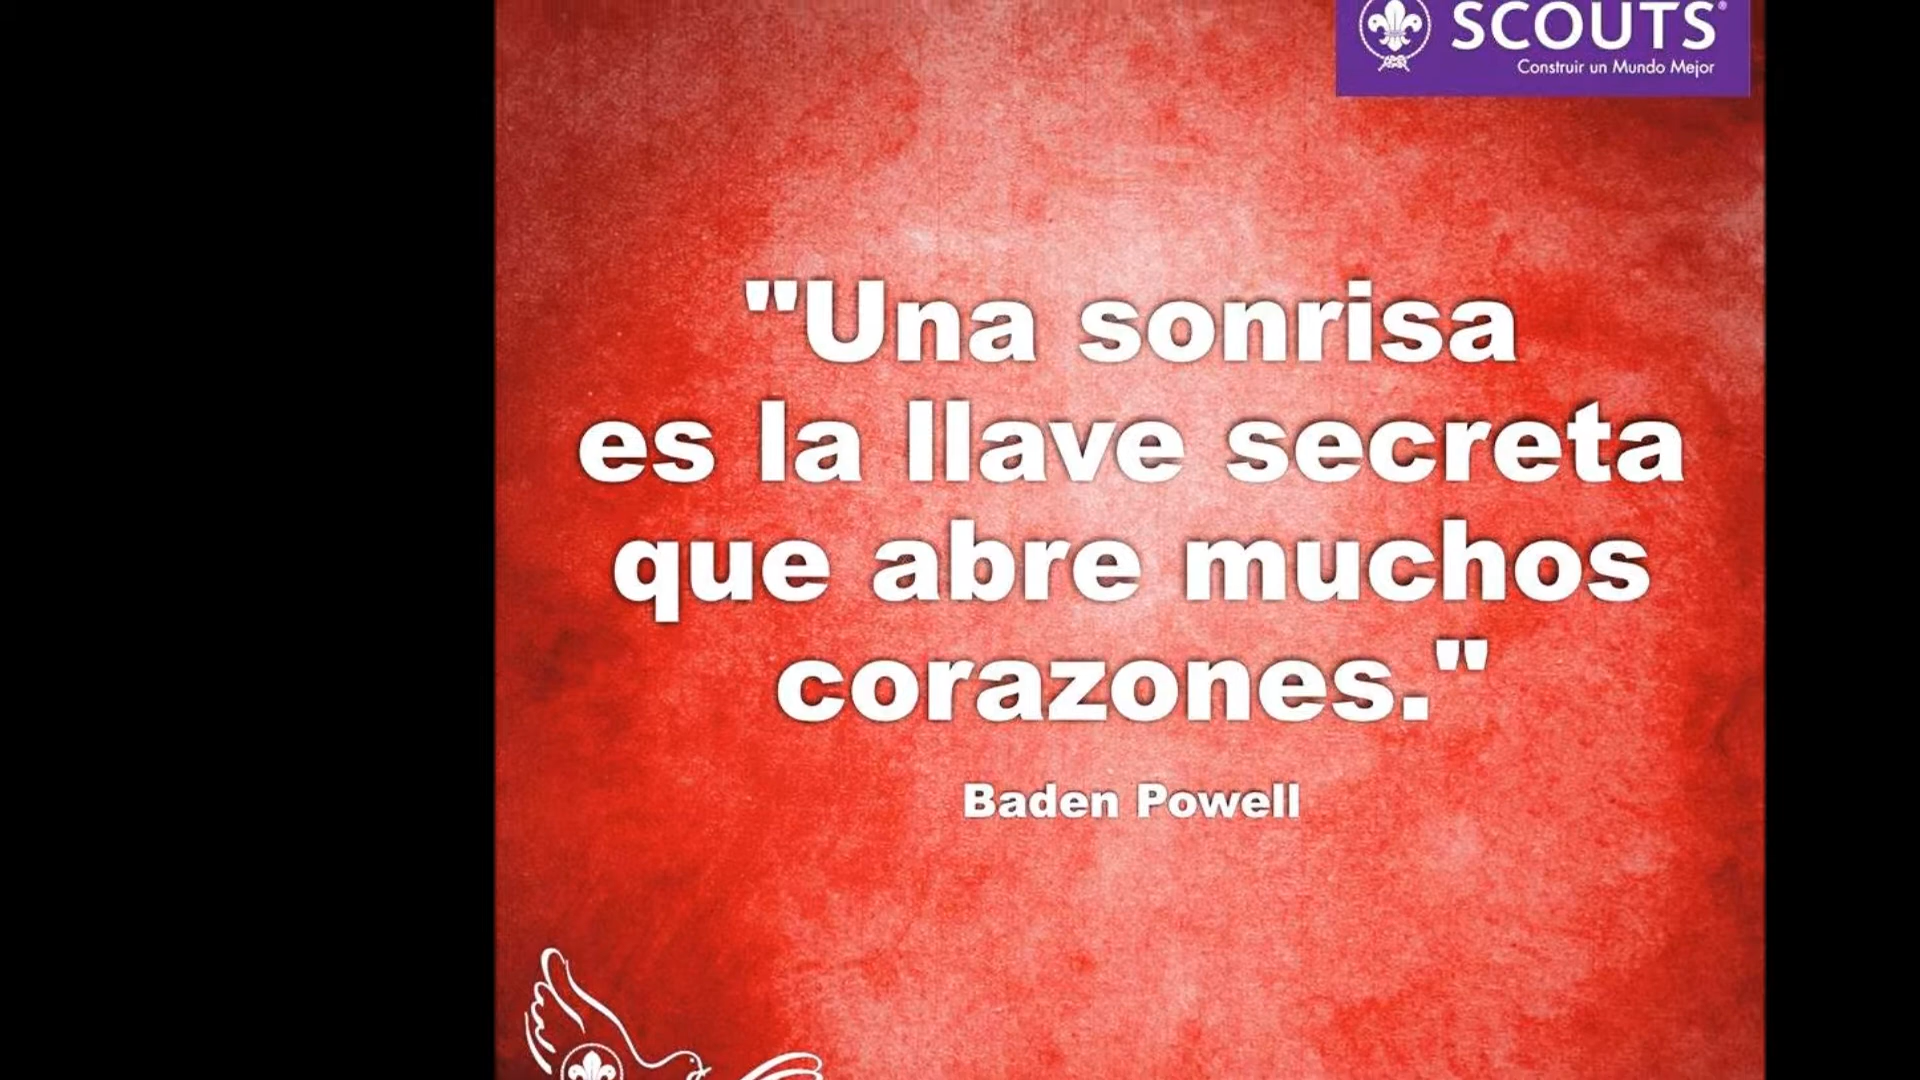 SCOUTS®
Construir un Mundo Mejor
"Una sonrisa
es la llave secreta
que abre muchos
corazones."
Baden Powell